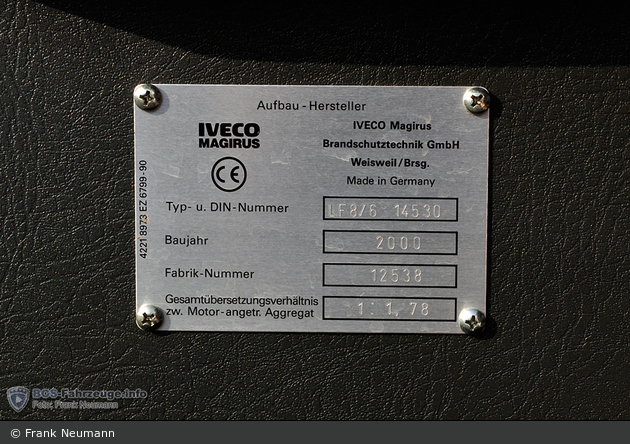 Aufbau-Hersteller
IVECO
MAGIRUS
IVECO Magirus
Brandschutztechnik GmbH
Weisweil/Brsg.
Made in Germany
CE
Typ- u. DIN-Nummer LF8/6 14530
Baujahr 2000
Fabrik-Nummer 12538
Gesamtübersetzungsverhältnis
zw. Motor-angetr. Aggregat 1:1,78
4221 8973 EZ 6799-90
BOS-Fahrzeuge.info
Foto: Frank Neumann
© Frank Neumann